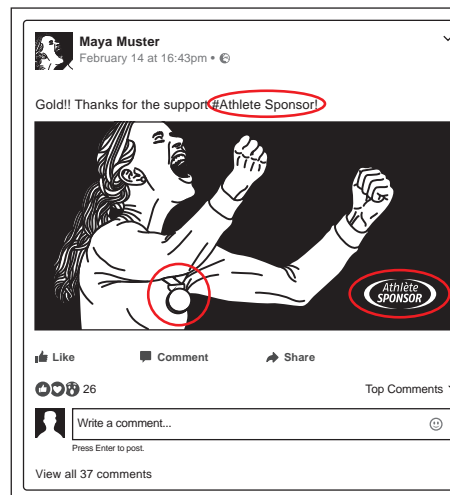 Maya Muster
February 14 at 16:43pm •
Gold!! Thanks for the support #Athlete Sponsor!
Athlète
SPONSOR
Like Comment Share
26 Top Comments
Write a comment...
Press Enter to post.
View all 37 comments